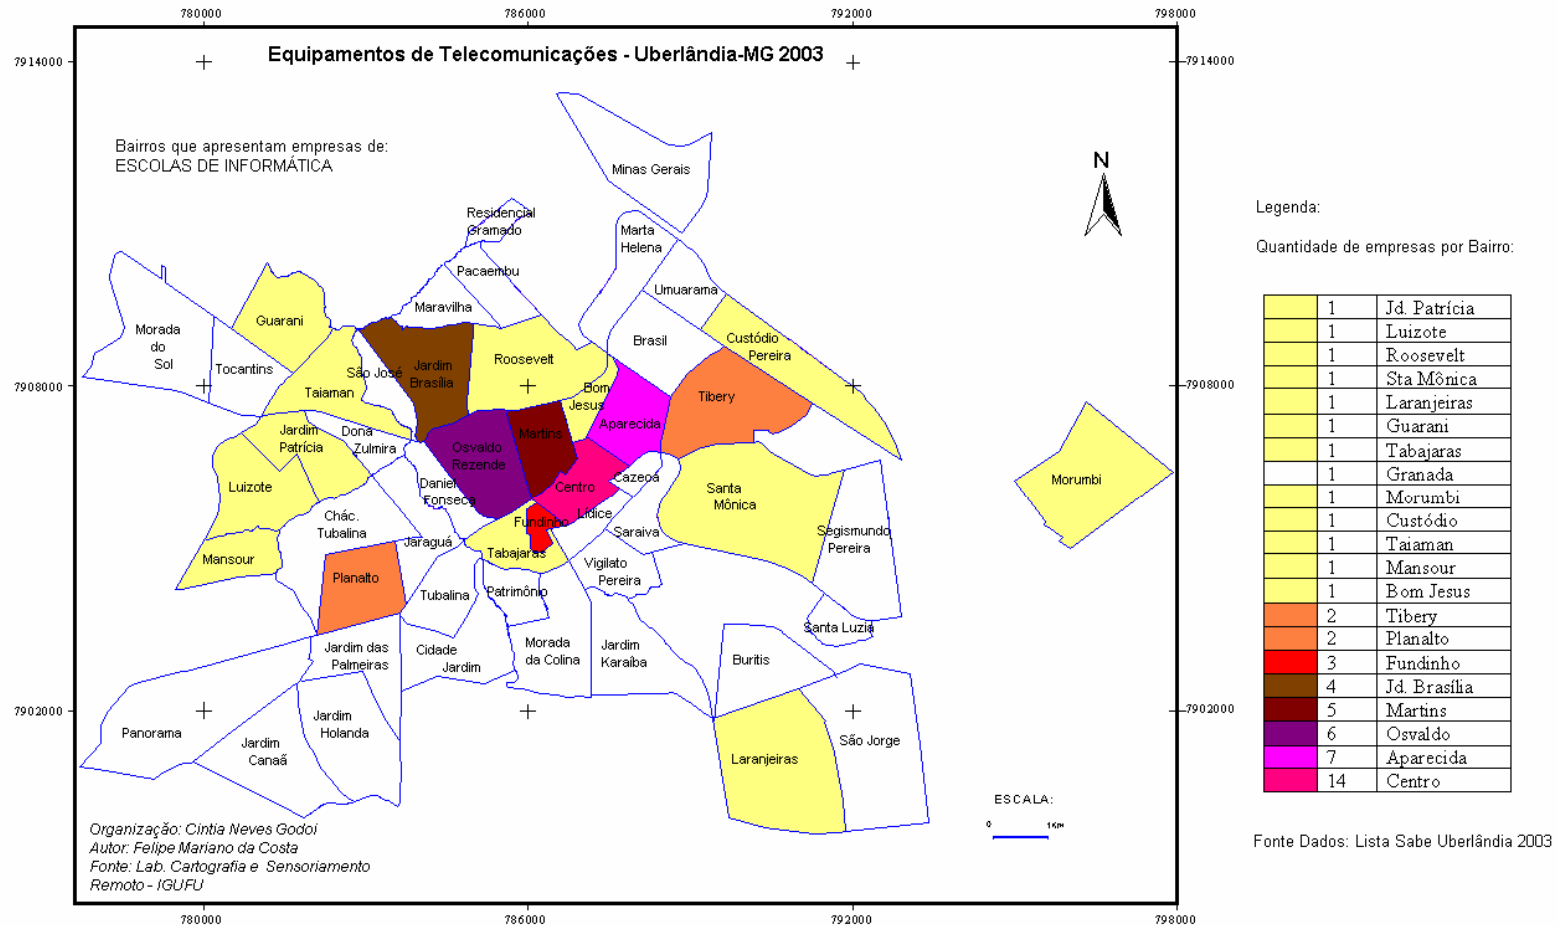 780000 786000 792000 798000
7914000 7914000
Equipamentos de Telecomunicações - Uberlândia-MG 2003
Bairros que apresentam empresas de:
ESCOLAS DE INFORMÁTICA
N
Minas Gerais
Residencial
Gramado
Marta
Helena
Pacaembu
Umuarama
Maravilha
Guarani
Morada
do
Sol
Tocantins
Brasil
Custódio
Pereira
Roosevelt
São José
Jardim
Brasília
Taiaman
Bom
Jesus
Tibery
7908000 7908000
Aparecida
Martins
Jardim
Patrícia
Dona
Zulmira
Osvaldo
Rezende
Luizote
Daniel
Fonseca
Centro
Cazeca
Santa
Mônica
Morumbi
Lídice
Fundinho
Saraiva
Segismundo
Pereira
Chác.
Tubalina
Jaraguá
Tabajaras
Mansour
Vigilato
Pereira
Planalto
Tubalina
Patrimônio
Santa Luzia
Jardim das
Palmeiras
Cidade
Jardim
Morada
da Colina
Jardim
Karaíba
Buritis
7902000 7902000
Panorama
Jardim
Holanda
Jardim
Canaã
São Jorge
Laranjeiras
ESCALA:
0 1Km
Organização: Cintia Neves Godoi
Autor: Felipe Mariano da Costa
Fonte: Lab. Cartografia e Sensoriamento
Remoto - IGUFU
780000 786000 792000 798000
Legenda:
Quantidade de empresas por Bairro:
1 Jd. Patrícia
1 Luizote
1 Roosevelt
1 Sta Mônica
1 Laranjeiras
1 Guarani
1 Tabajaras
1 Granada
1 Morumbi
1 Custódio
1 Taiaman
1 Mansour
1 Bom Jesus
2 Tibery
2 Planalto
3 Fundinho
4 Jd. Brasília
5 Martins
6 Osvaldo
7 Aparecida
14 Centro
Fonte Dados: Lista Sabe Uberlândia 2003